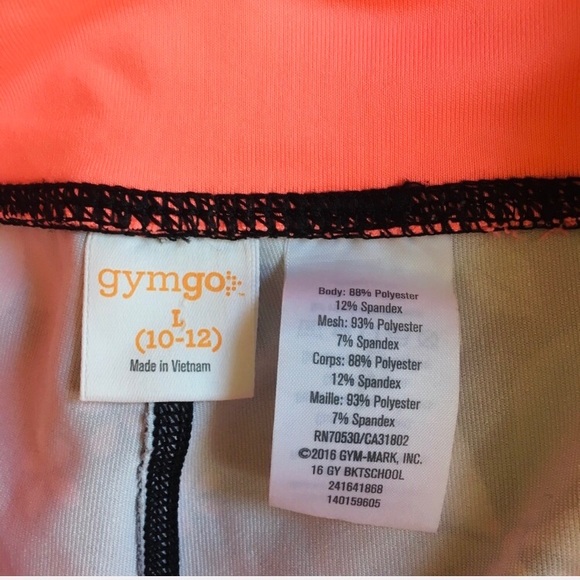 gymgo
L
(10-12)
Made in Vietnam
Body: 88% Polyester
12% Spandex
Mesh: 93% Polyester
7% Spandex
Corps: 88% Polyester
12% Spandex
Maille: 93% Polyester
7% Spandex
RN70530/CA31802
©2016 GYM-MARK, INC.
16 GY BKTSCHOOL
241641868
140159605